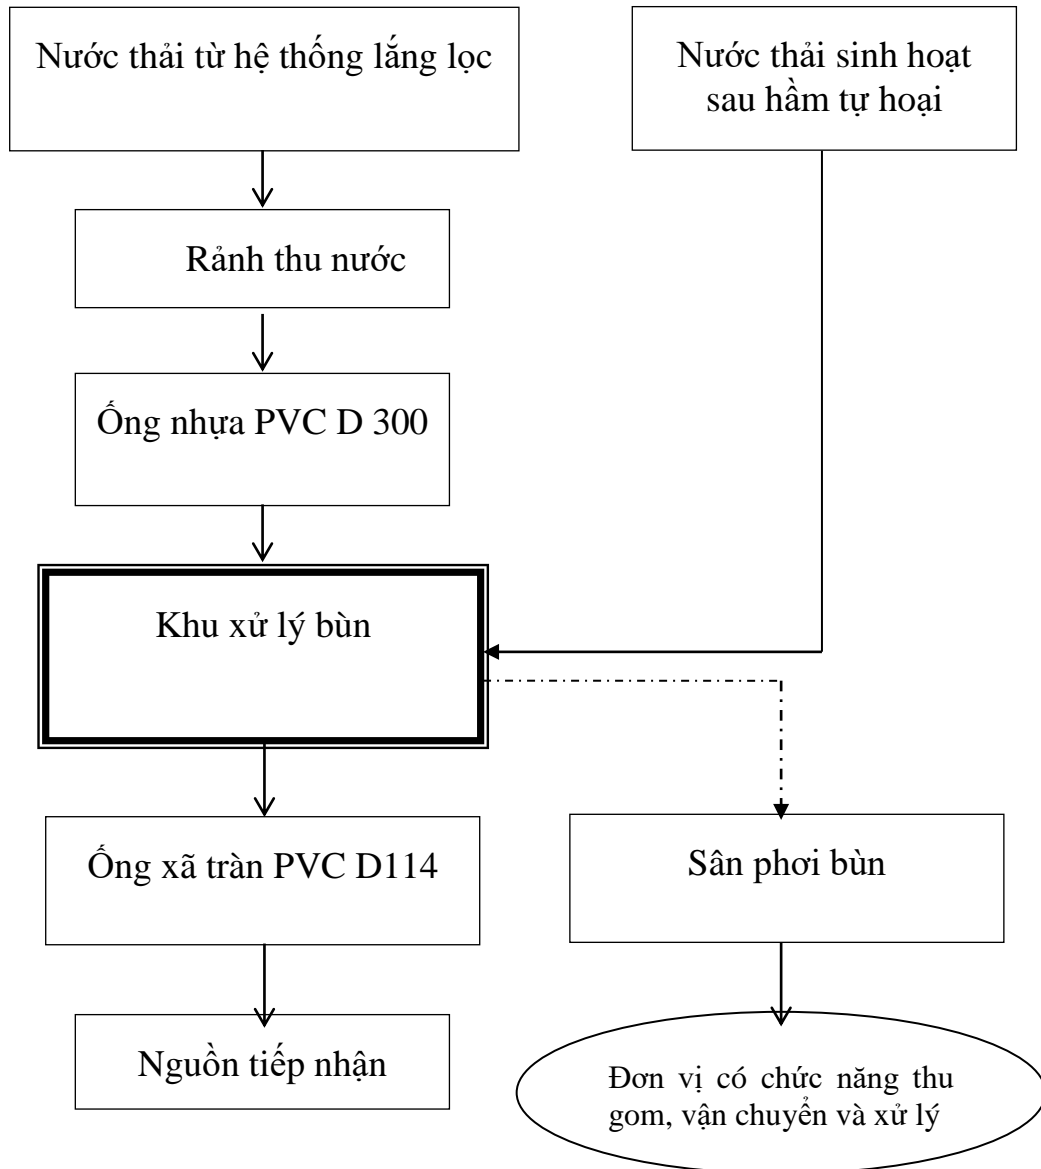 Nước thải từ hệ thống lắng lọc
Nước thải sinh hoạt
sau hầm tự hoại
Rảnh thu nước
Ống nhựa PVC D 300
Khu xử lý bùn
Ống xã tràn PVC D114
Sân phơi bùn
Nguồn tiếp nhận
Đơn vị có chức năng thu
gom, vận chuyển và xử lý